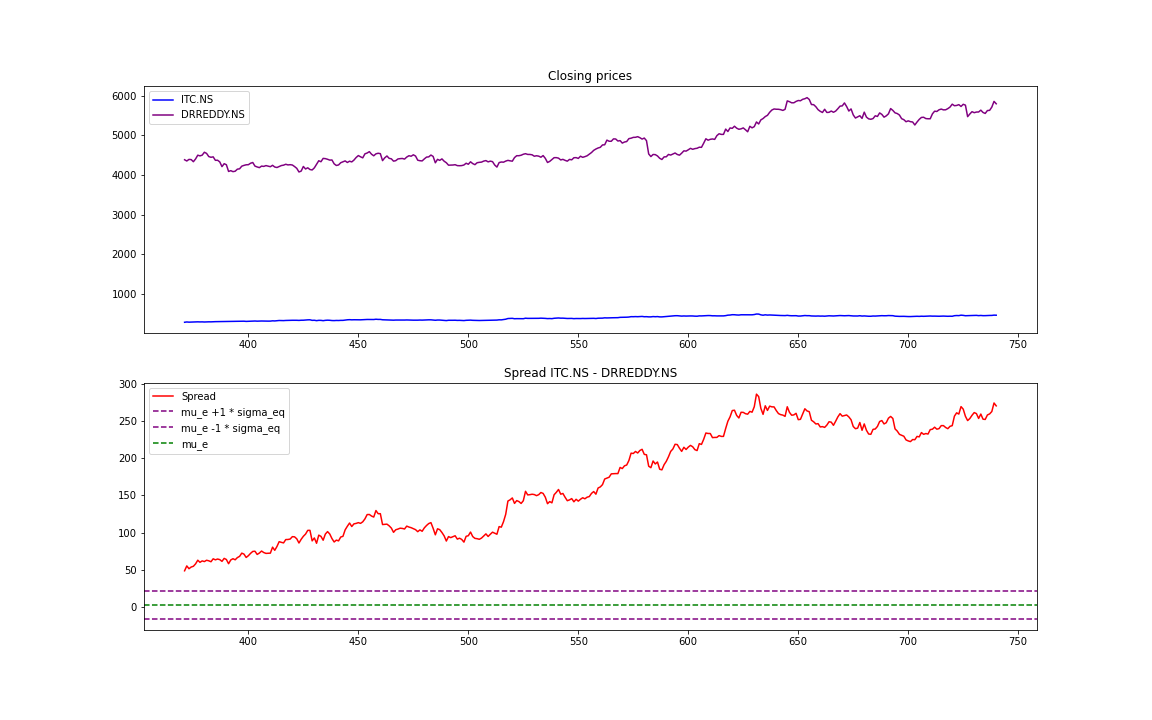 Closing prices
ITC.NS
DRREDDY.NS
6000
5000
4000
3000
2000
1000
400 450 500 550 600 650 700 750
Spread ITC.NS - DRREDDY.NS
Spread
mu_e +1 * sigma_eq
mu_e -1 * sigma_eq
mu_e
300
250
200
150
100
50
0
400 450 500 550 600 650 700 750